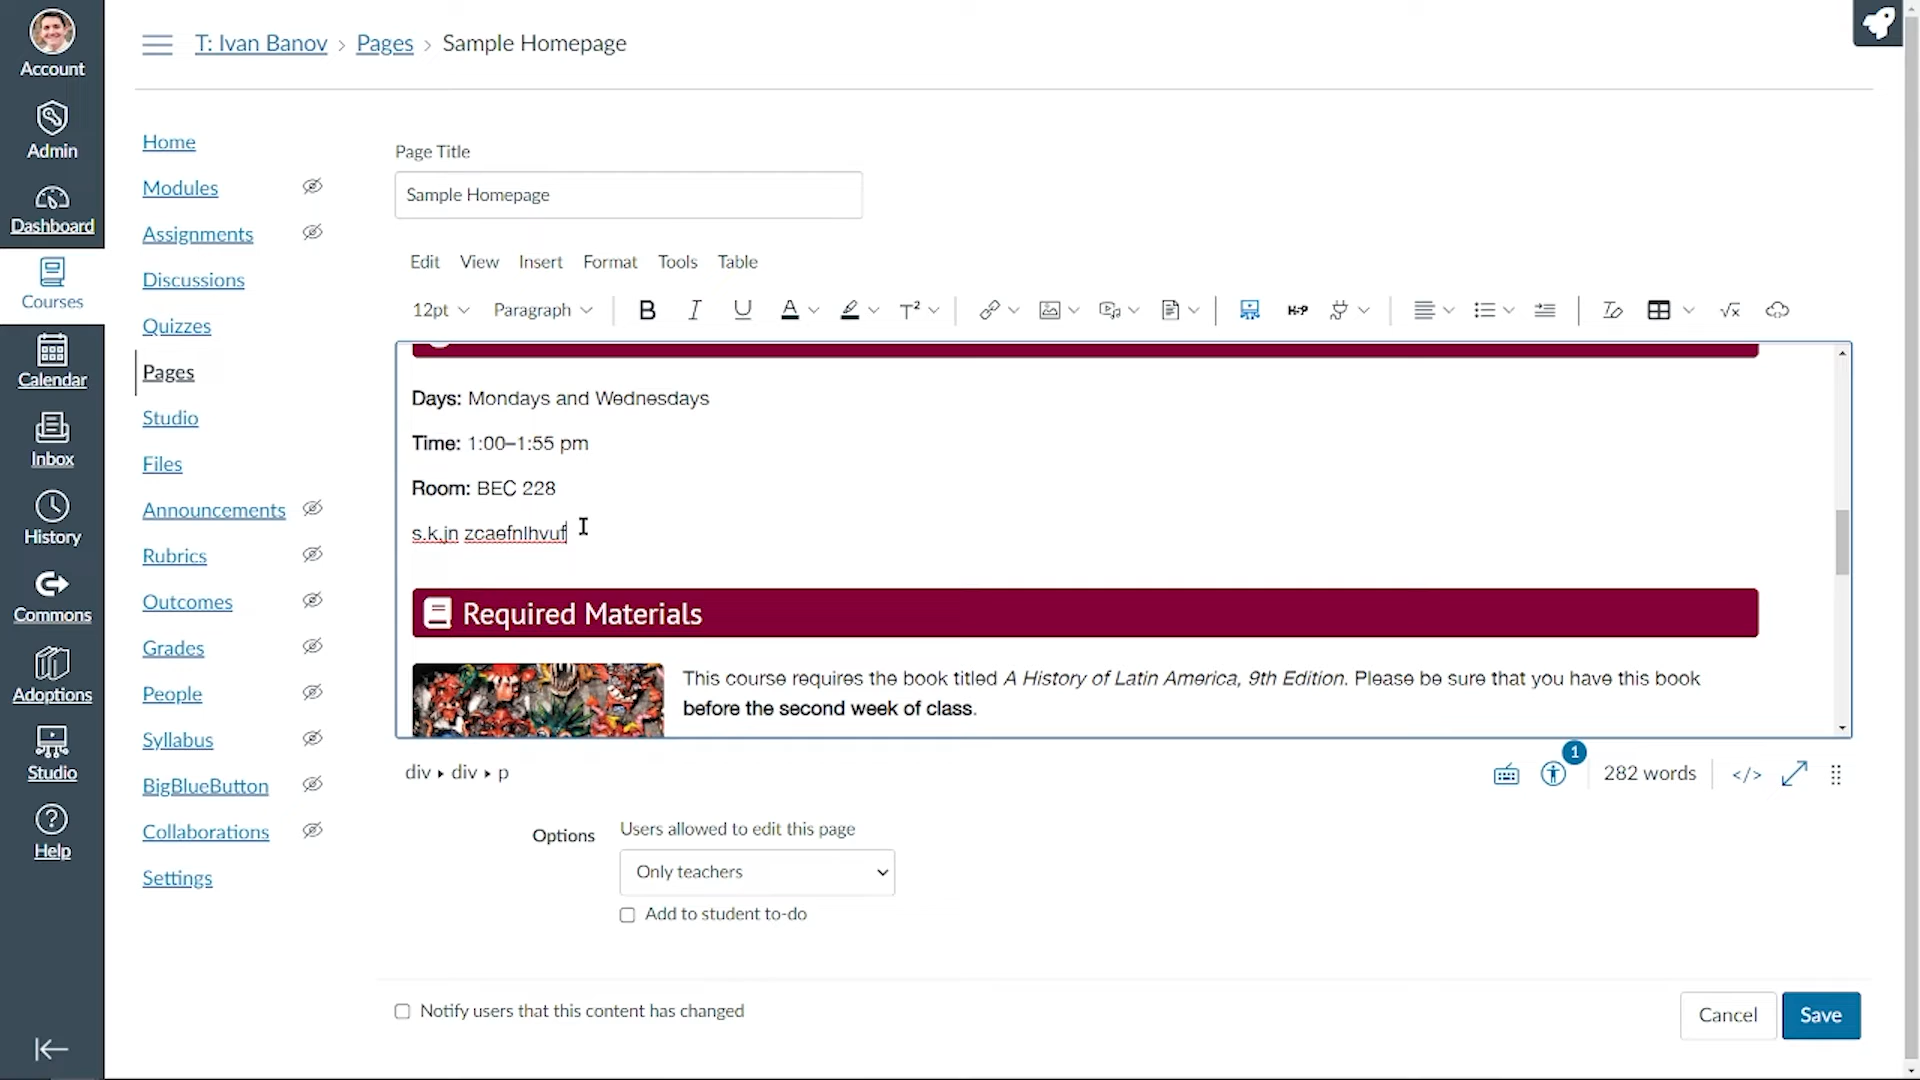 T: Ivan Banov › Pages › Sample Homepage
Account
Admin
Dashboard
Courses
Calendar
Inbox
History
Commons
Adoptions
Studio
Help
Home
Modules
Assignments
Discussions
Quizzes
Pages
Studio
Files
Announcements
Rubrics
Outcomes
Grades
People
Syllabus
BigBlueButton
Collaborations
Settings
Page Title
Sample Homepage
Edit View Insert Format Tools Table
12pt Paragraph B I U A T² H-P √x
Days: Mondays and Wednesdays
Time: 1:00–1:55 pm
Room: BEC 228
s.k,jn zcaefnlhvuf
Required Materials
This course requires the book titled A History of Latin America, 9th Edition. Please be sure that you have this book
before the second week of class.
div ▸ div ▸ p
1
282 words </>
Options
Users allowed to edit this page
Only teachers
Add to student to-do
Notify users that this content has changed
Cancel Save